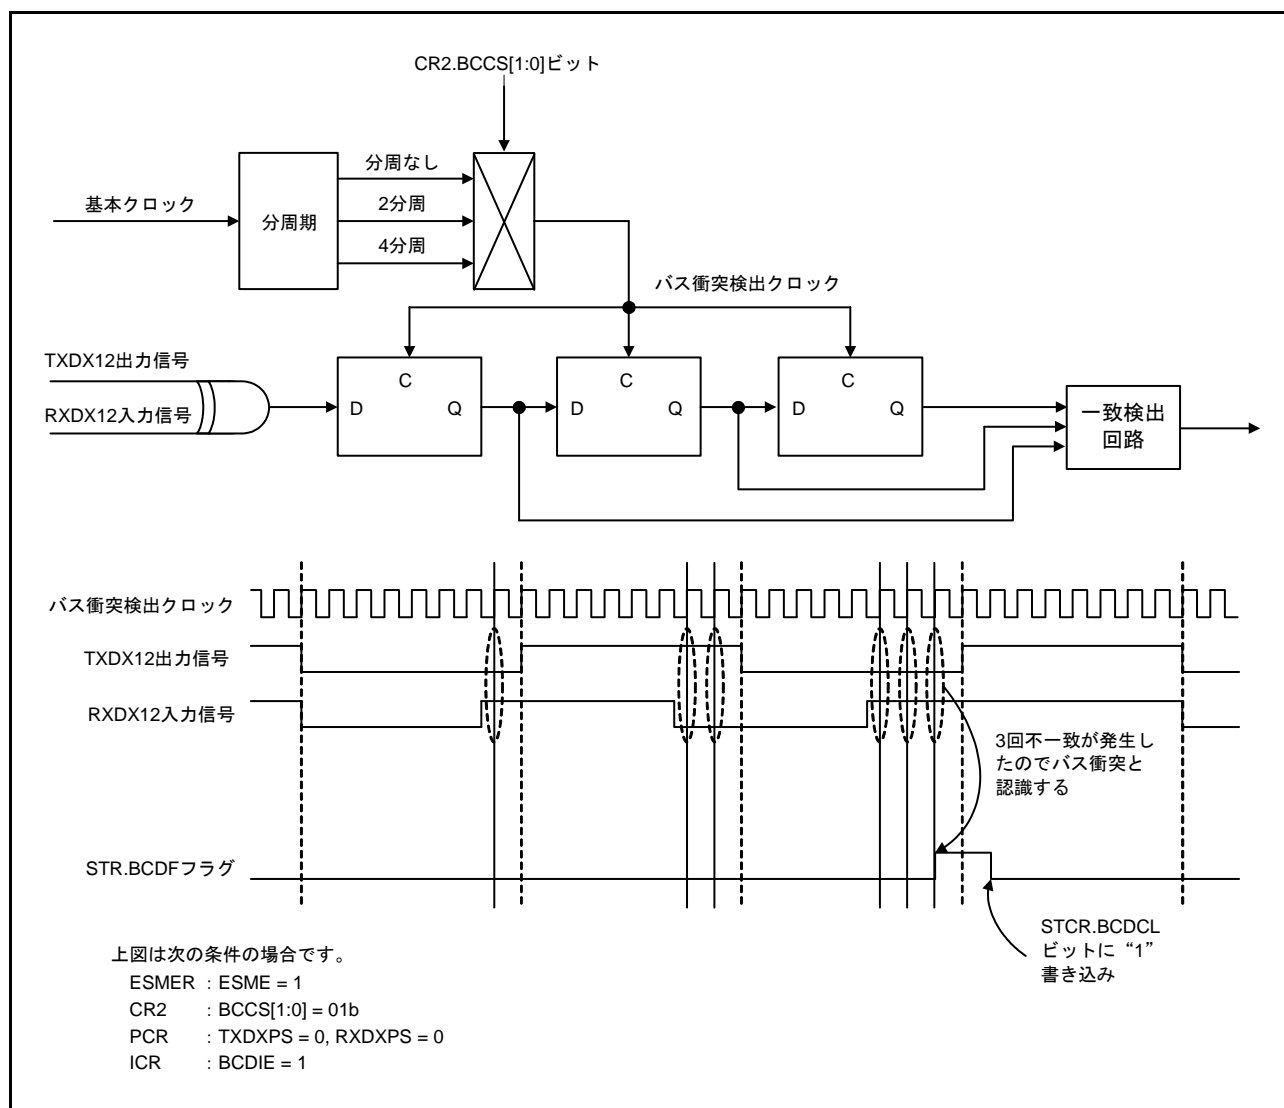 CR2.BCCS[1:0]ビット
分周なし
基本クロック
分周期
2分周
4分周
バス衝突検出クロック
TXDX12出力信号
RXDX12入力信号
C
D
Q
C
D
Q
C
D
Q
一致検出
回路
バス衝突検出クロック
TXDX12出力信号
RXDX12入力信号
3回不一致が発生し
たのでバス衝突と
認識する
STR.BCDFフラグ
STCR.BCDCL
ビットに“1”
書き込み
上図は次の条件の場合です。
ESMER : ESME = 1
CR2 : BCCS[1:0] = 01b
PCR : TXDXPS = 0, RXDXPS = 0
ICR : BCDIE = 1